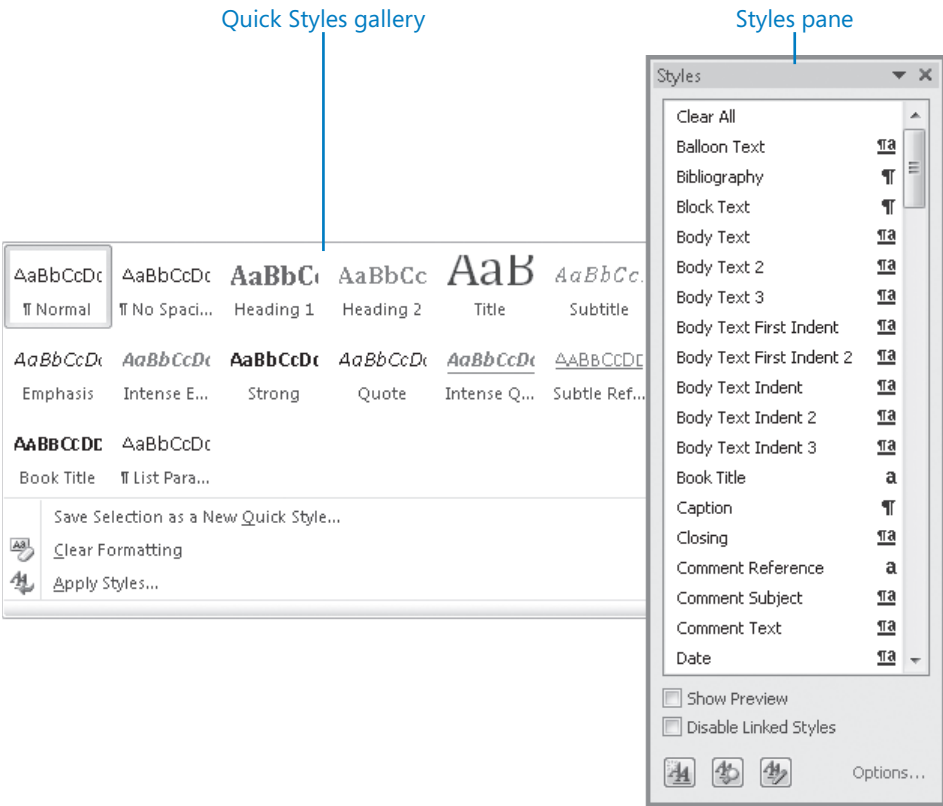 Quick Styles gallery
Styles pane
AaBbCcDc AaBbCcDc AaBbC AaBbCc AaB AaBbCc.
¶ Normal ¶ No Spaci... Heading 1 Heading 2 Title Subtitle
AaBbCcDc AaBbCcDc AaBbCcDc AaBbCcDc AaBbCcDc AABBCCDD
Emphasis Intense E... Strong Quote Intense Q... Subtle Ref...
AABBCCDD AaBbCcDc
Book Title ¶ List Para...
Save Selection as a New Quick Style...
Clear Formatting
Apply Styles...
Styles
Clear All
Balloon Text ¶a
Bibliography ¶
Block Text ¶
Body Text ¶a
Body Text 2 ¶a
Body Text 3 ¶a
Body Text First Indent ¶a
Body Text First Indent 2 ¶a
Body Text Indent ¶a
Body Text Indent 2 ¶a
Body Text Indent 3 ¶a
Book Title a
Caption ¶
Closing ¶a
Comment Reference a
Comment Subject ¶a
Comment Text ¶a
Date ¶a
Show Preview
Disable Linked Styles
Options...